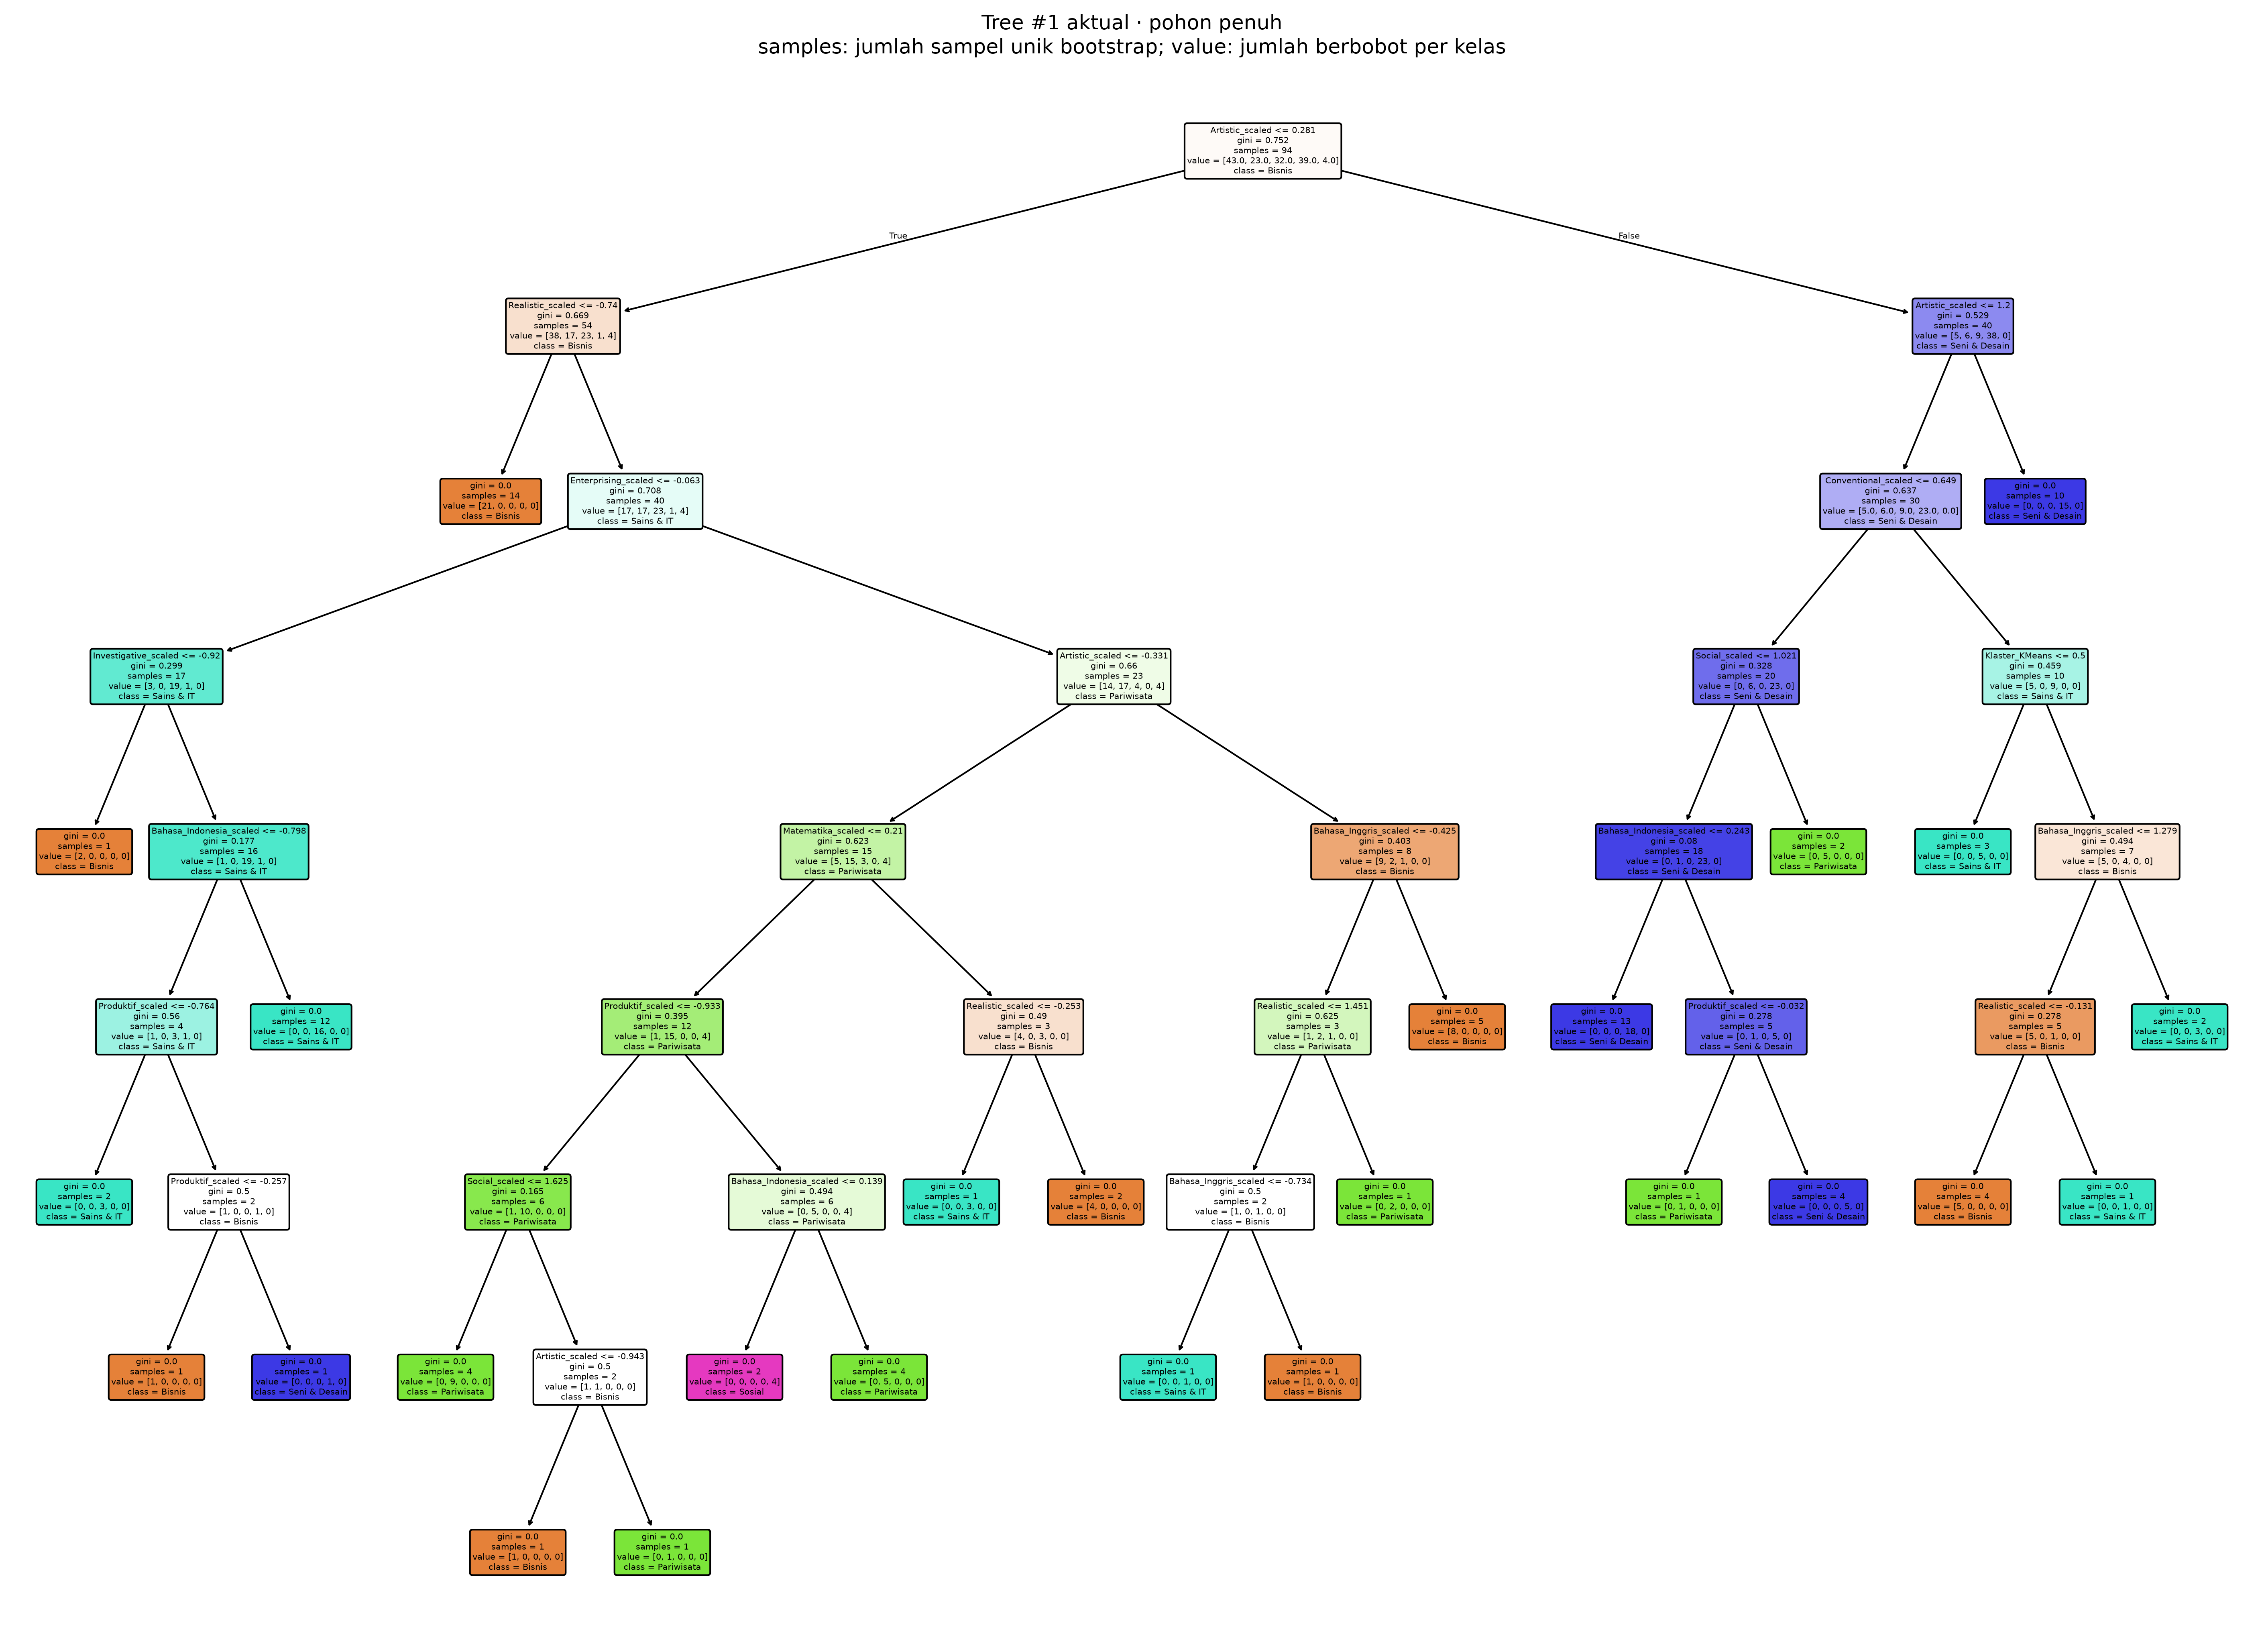 Tree #1 aktual · pohon penuh
samples: jumlah sampel unik bootstrap; value: jumlah berbobot per kelas
Artistic_scaled <= 0.281
gini = 0.752
samples = 94
value = [43.0, 23.0, 32.0, 39.0, 4.0]
class = Bisnis
True
False
Realistic_scaled <= -0.74
gini = 0.669
samples = 54
value = [38, 17, 23, 1, 4]
class = Bisnis
Artistic_scaled <= 1.2
gini = 0.529
samples = 40
value = [5, 6, 9, 38, 0]
class = Seni & Desain
gini = 0.0
samples = 14
value = [21, 0, 0, 0, 0]
class = Bisnis
Enterprising_scaled <= -0.063
gini = 0.708
samples = 40
value = [17, 17, 23, 1, 4]
class = Sains & IT
Conventional_scaled <= 0.649
gini = 0.637
samples = 30
value = [5.0, 6.0, 9.0, 23.0, 0.0]
class = Seni & Desain
gini = 0.0
samples = 10
value = [0, 0, 0, 15, 0]
class = Seni & Desain
Investigative_scaled <= -0.92
gini = 0.299
samples = 17
value = [3, 0, 19, 1, 0]
class = Sains & IT
Artistic_scaled <= -0.331
gini = 0.66
samples = 23
value = [14, 17, 4, 0, 4]
class = Pariwisata
Social_scaled <= 1.021
gini = 0.328
samples = 20
value = [0, 6, 0, 23, 0]
class = Seni & Desain
Klaster_KMeans <= 0.5
gini = 0.459
samples = 10
value = [5, 0, 9, 0, 0]
class = Sains & IT
gini = 0.0
samples = 1
value = [2, 0, 0, 0, 0]
class = Bisnis
Bahasa_Indonesia_scaled <= -0.798
gini = 0.177
samples = 16
value = [1, 0, 19, 1, 0]
class = Sains & IT
Matematika_scaled <= 0.21
gini = 0.623
samples = 15
value = [5, 15, 3, 0, 4]
class = Pariwisata
Bahasa_Inggris_scaled <= -0.425
gini = 0.403
samples = 8
value = [9, 2, 1, 0, 0]
class = Bisnis
Bahasa_Indonesia_scaled <= 0.243
gini = 0.08
samples = 18
value = [0, 1, 0, 23, 0]
class = Seni & Desain
gini = 0.0
samples = 2
value = [0, 5, 0, 0, 0]
class = Pariwisata
gini = 0.0
samples = 3
value = [0, 0, 5, 0, 0]
class = Sains & IT
Bahasa_Inggris_scaled <= 1.279
gini = 0.494
samples = 7
value = [5, 0, 4, 0, 0]
class = Bisnis
Produktif_scaled <= -0.764
gini = 0.56
samples = 4
value = [1, 0, 3, 1, 0]
class = Sains & IT
gini = 0.0
samples = 12
value = [0, 0, 16, 0, 0]
class = Sains & IT
Produktif_scaled <= -0.933
gini = 0.395
samples = 12
value = [1, 15, 0, 0, 4]
class = Pariwisata
Realistic_scaled <= -0.253
gini = 0.49
samples = 3
value = [4, 0, 3, 0, 0]
class = Bisnis
Realistic_scaled <= 1.451
gini = 0.625
samples = 3
value = [1, 2, 1, 0, 0]
class = Pariwisata
gini = 0.0
samples = 5
value = [8, 0, 0, 0, 0]
class = Bisnis
gini = 0.0
samples = 13
value = [0, 0, 0, 18, 0]
class = Seni & Desain
Produktif_scaled <= -0.032
gini = 0.278
samples = 5
value = [0, 1, 0, 5, 0]
class = Seni & Desain
Realistic_scaled <= -0.131
gini = 0.278
samples = 5
value = [5, 0, 1, 0, 0]
class = Bisnis
gini = 0.0
samples = 2
value = [0, 0, 3, 0, 0]
class = Sains & IT
gini = 0.0
samples = 2
value = [0, 0, 3, 0, 0]
class = Sains & IT
Produktif_scaled <= -0.257
gini = 0.5
samples = 2
value = [1, 0, 0, 1, 0]
class = Bisnis
Social_scaled <= 1.625
gini = 0.165
samples = 6
value = [1, 10, 0, 0, 0]
class = Pariwisata
Bahasa_Indonesia_scaled <= 0.139
gini = 0.494
samples = 6
value = [0, 5, 0, 0, 4]
class = Pariwisata
gini = 0.0
samples = 1
value = [0, 0, 3, 0, 0]
class = Sains & IT
gini = 0.0
samples = 2
value = [4, 0, 0, 0, 0]
class = Bisnis
Bahasa_Inggris_scaled <= -0.734
gini = 0.5
samples = 2
value = [1, 0, 1, 0, 0]
class = Bisnis
gini = 0.0
samples = 1
value = [0, 2, 0, 0, 0]
class = Pariwisata
gini = 0.0
samples = 1
value = [0, 1, 0, 0, 0]
class = Pariwisata
gini = 0.0
samples = 4
value = [0, 0, 0, 5, 0]
class = Seni & Desain
gini = 0.0
samples = 4
value = [5, 0, 0, 0, 0]
class = Bisnis
gini = 0.0
samples = 1
value = [0, 0, 1, 0, 0]
class = Sains & IT
gini = 0.0
samples = 1
value = [1, 0, 0, 0, 0]
class = Bisnis
gini = 0.0
samples = 1
value = [0, 0, 0, 1, 0]
class = Seni & Desain
gini = 0.0
samples = 4
value = [0, 9, 0, 0, 0]
class = Pariwisata
Artistic_scaled <= -0.943
gini = 0.5
samples = 2
value = [1, 1, 0, 0, 0]
class = Bisnis
gini = 0.0
samples = 2
value = [0, 0, 0, 0, 4]
class = Sosial
gini = 0.0
samples = 4
value = [0, 5, 0, 0, 0]
class = Pariwisata
gini = 0.0
samples = 1
value = [0, 0, 1, 0, 0]
class = Sains & IT
gini = 0.0
samples = 1
value = [1, 0, 0, 0, 0]
class = Bisnis
gini = 0.0
samples = 1
value = [1, 0, 0, 0, 0]
class = Bisnis
gini = 0.0
samples = 1
value = [0, 1, 0, 0, 0]
class = Pariwisata